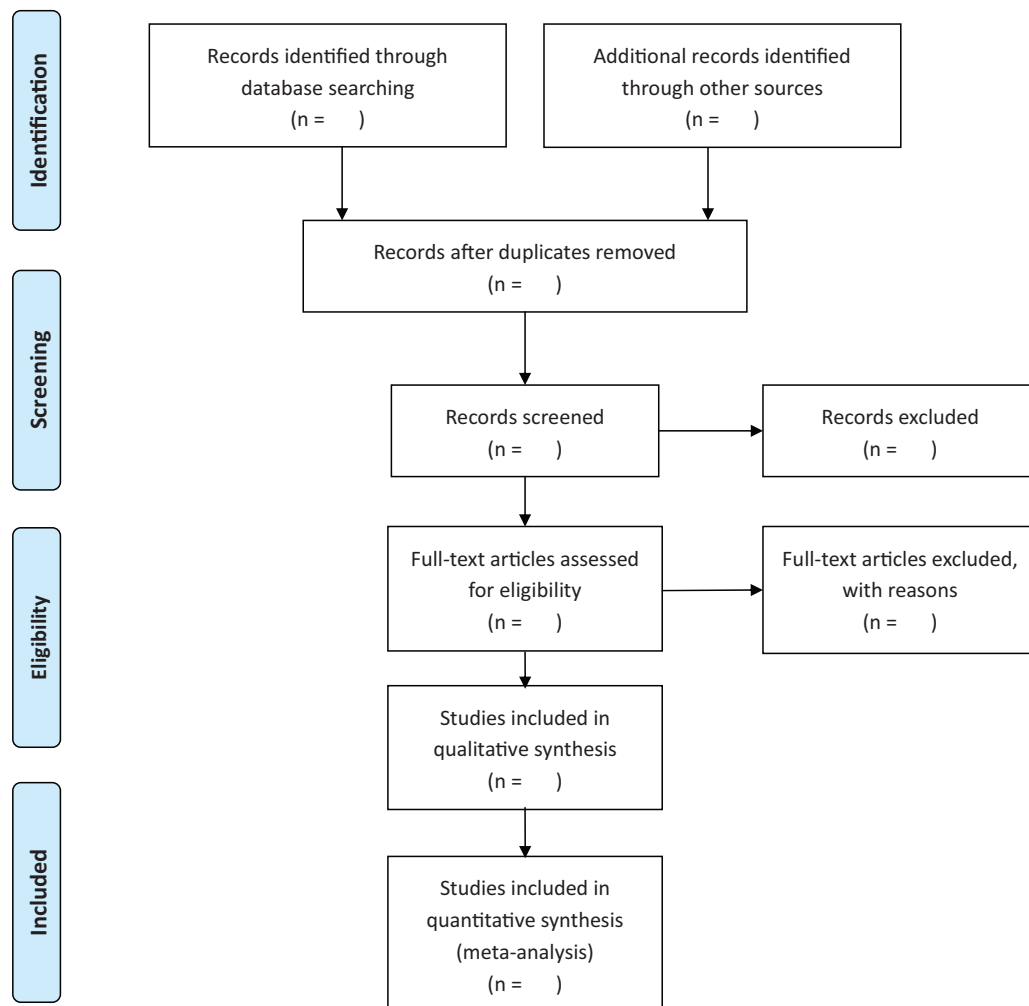 Identification
Records identified through
database searching
(n =      )
Additional records identified
through other sources
(n =      )
Records after duplicates removed
(n =      )
Screening
Records screened
(n =      )
Records excluded
(n =      )
Eligibility
Full-text articles assessed
for eligibility
(n =      )
Full-text articles excluded,
with reasons
(n =      )
Studies included in
qualitative synthesis
(n =      )
Included
Studies included in
quantitative synthesis
(meta-analysis)
(n =      )